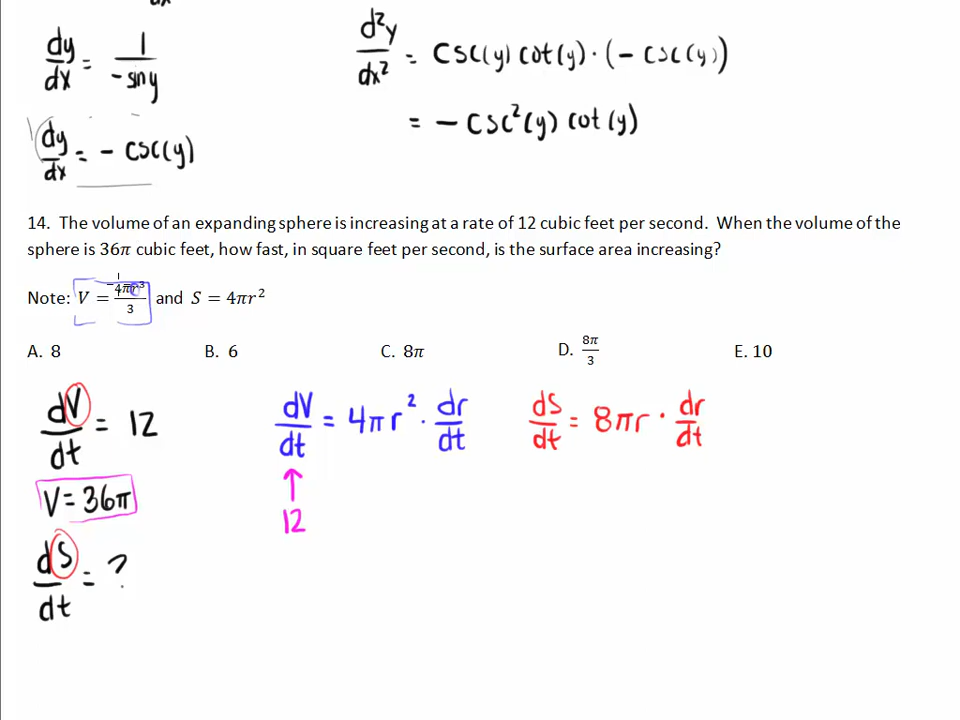 dx
dy/dx = 1/-sin y
d²y/dx² = csc(y) cot(y) · (- csc(y))
= - csc²(y) cot(y)
dy/dx = - csc(y)
14. The volume of an expanding sphere is increasing at a rate of 12 cubic feet per second. When the volume of the
sphere is 36π cubic feet, how fast, in square feet per second, is the surface area increasing?
Note: V = 4πr³/3 and S = 4πr²
A. 8 B. 6 C. 8π D. 8π/3 E. 10
dV/dt = 12
dV/dt = 4πr² · dr/dt
dS/dt = 8πr · dr/dt
V = 36π
12
dS/dt = ?